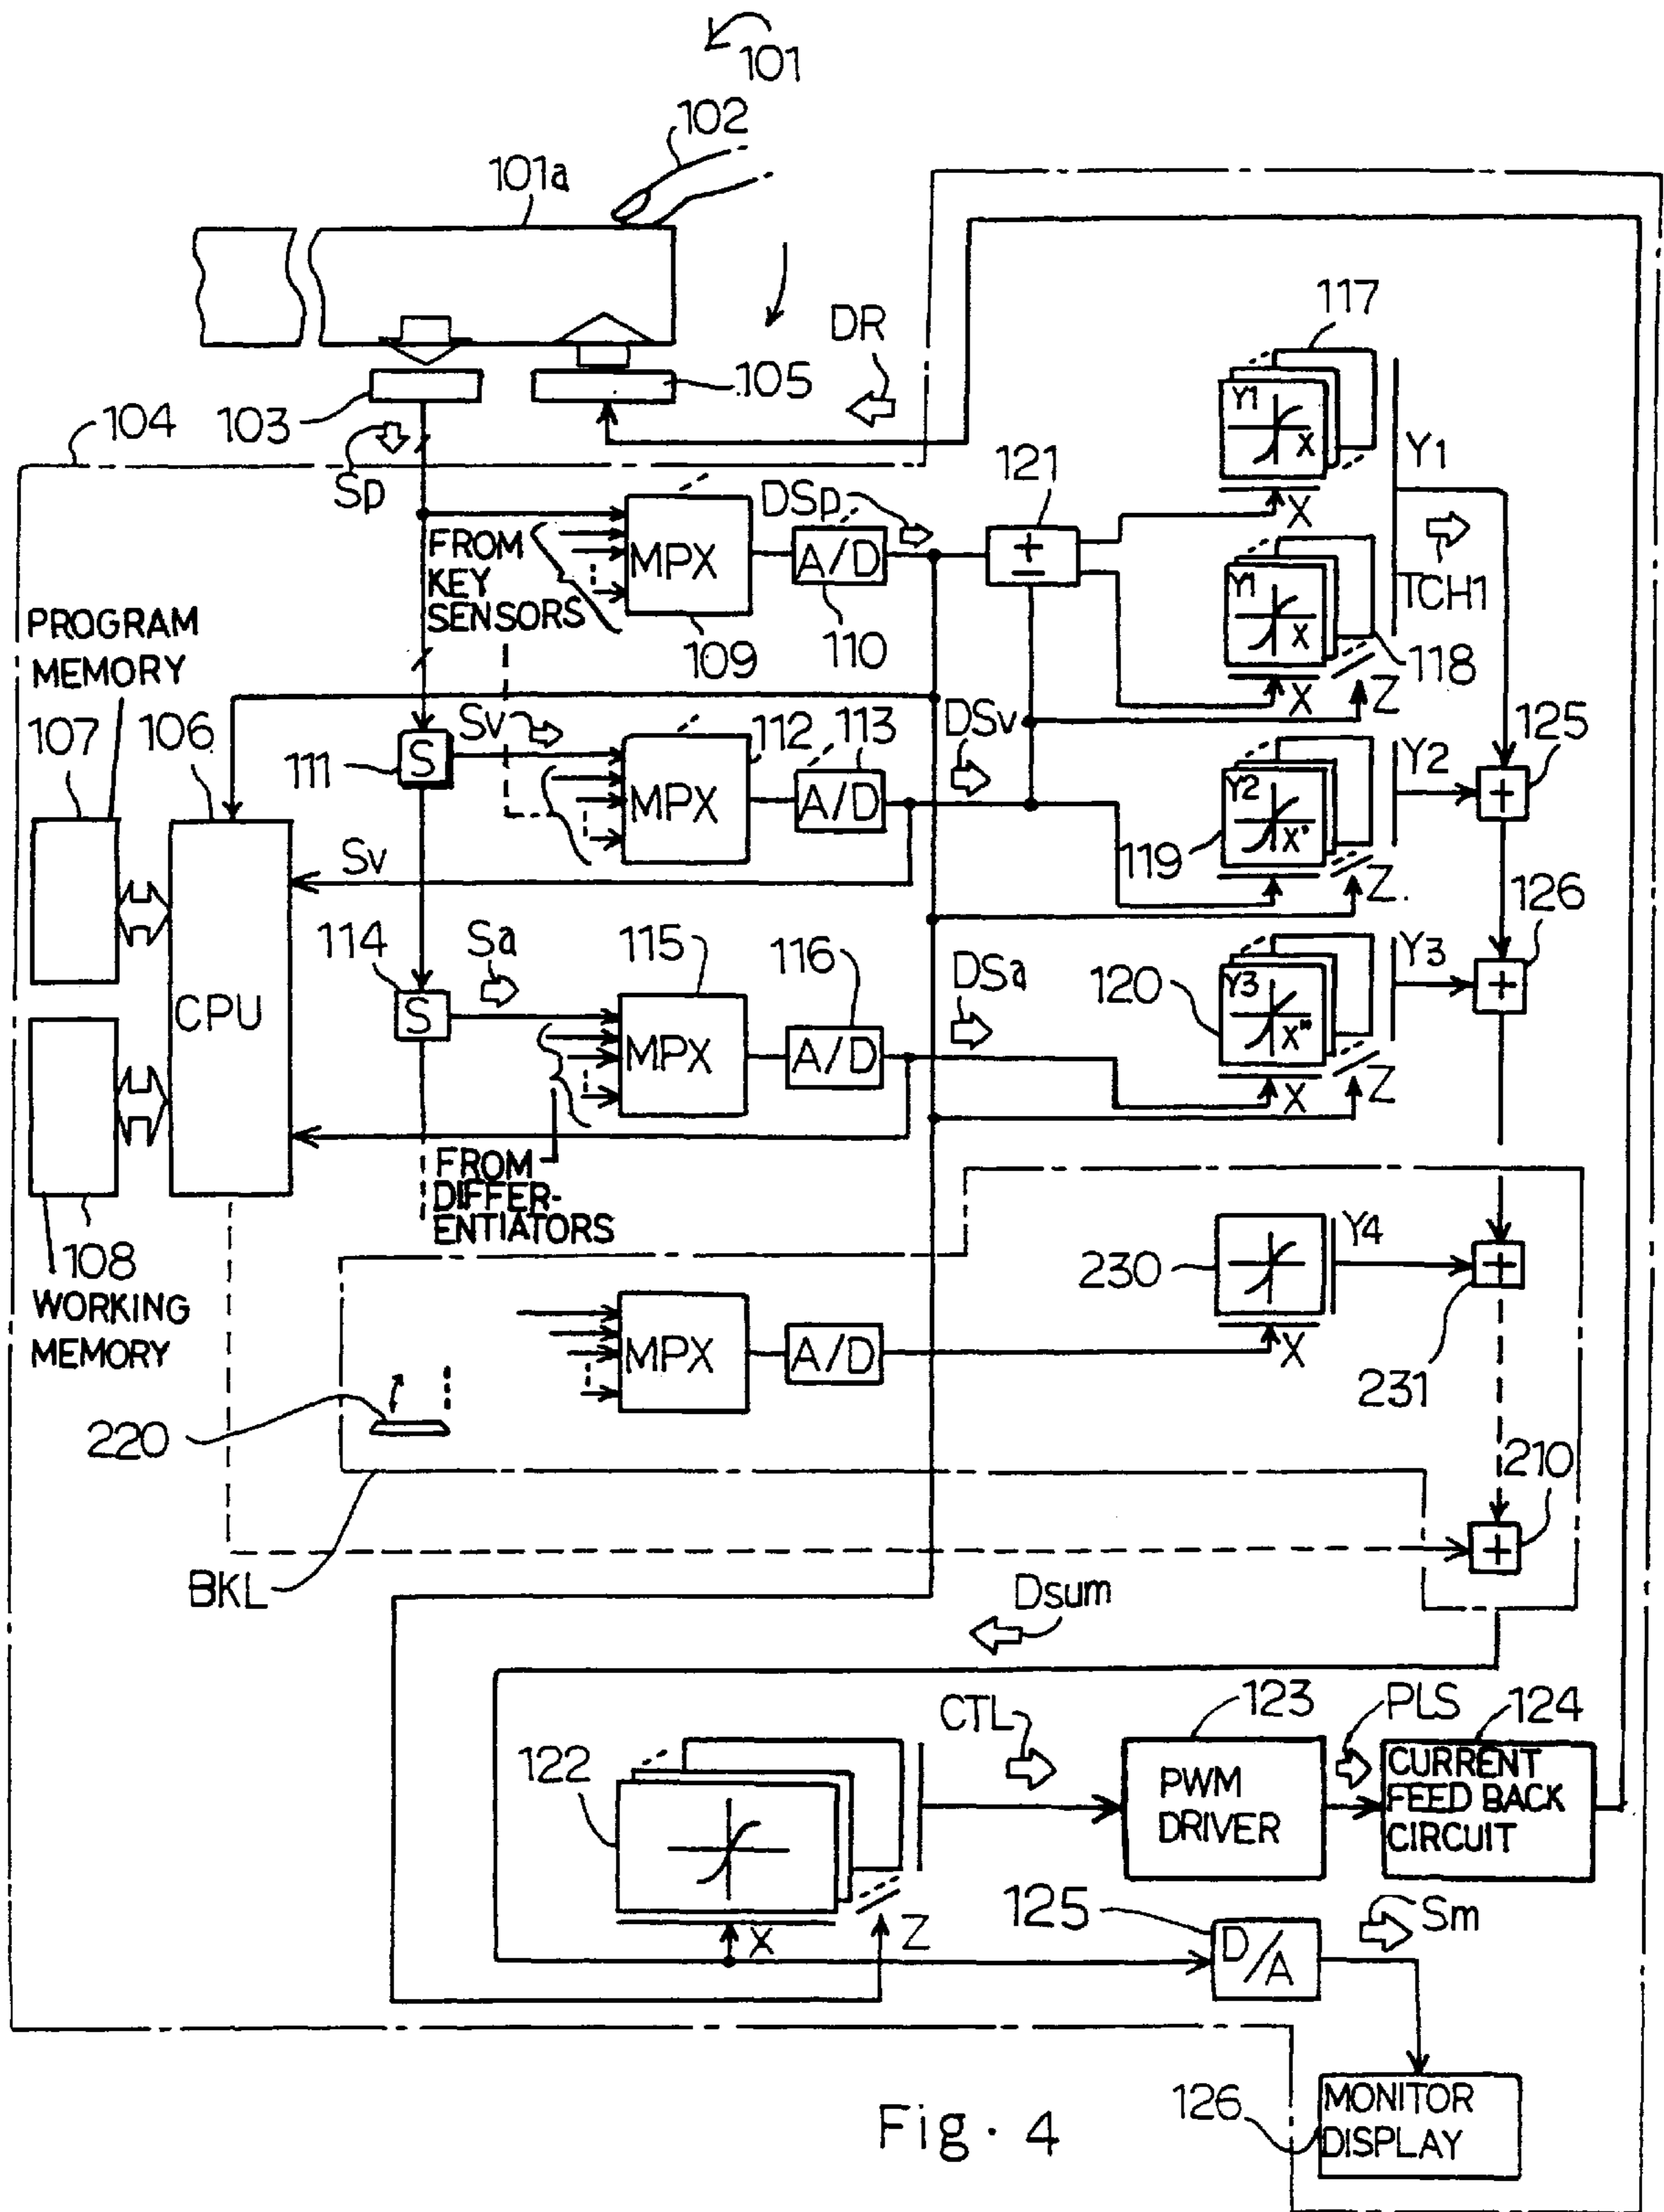 101
102
101a
DR
117
105
103
104
Sp
Y1
X
Y1
121
DSp
X
FROM
KEY
SENSORS
MPX
A/D
+
−
Y1
X
TCH1
109
110
118
X
Z
PROGRAM
MEMORY
107
106
111
S
Sv
MPX
112
113
A/D
DSv
Y2
X'
Y2
125
+
119
Z.
Sv
114
S
Sa
115
116
MPX
A/D
DSa
120
Y3
X"
Y3
126
+
X
Z
CPU
FROM
DIFFER-
ENTIATORS
108
WORKING
MEMORY
230
Y4
+
231
MPX
A/D
X
220
210
+
BKL
Dsum
CTL
123
PLS
124
122
PWM
DRIVER
CURRENT
FEED BACK
CIRCUIT
X
Z
125
D/A
Sm
126
MONITOR
DISPLAY
Fig. 4